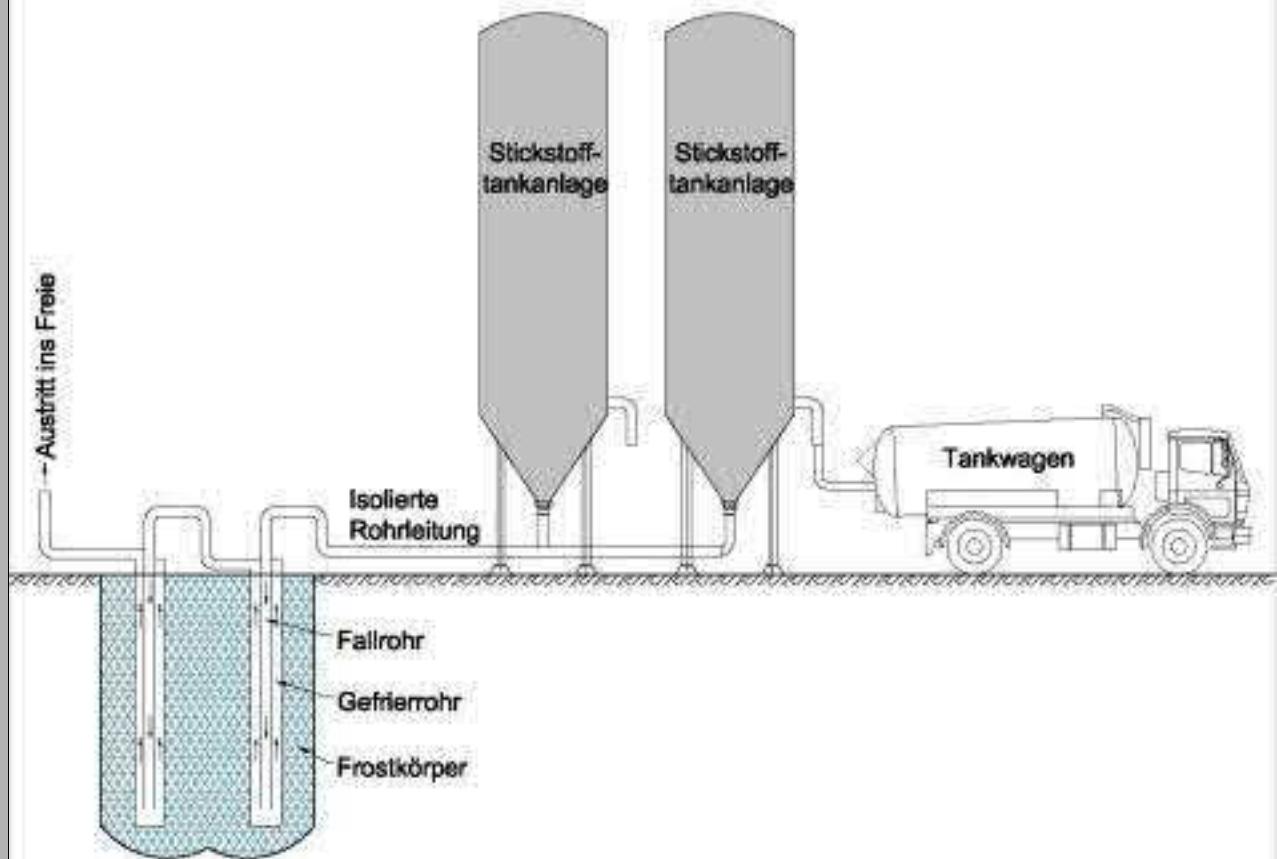 Stickstoff-
tankanlage
Stickstoff-
tankanlage
Austritt ins Freie
Tankwagen
Isolierte
Rohrleitung
Fallrohr
Gefrierrohr
Frostkörper